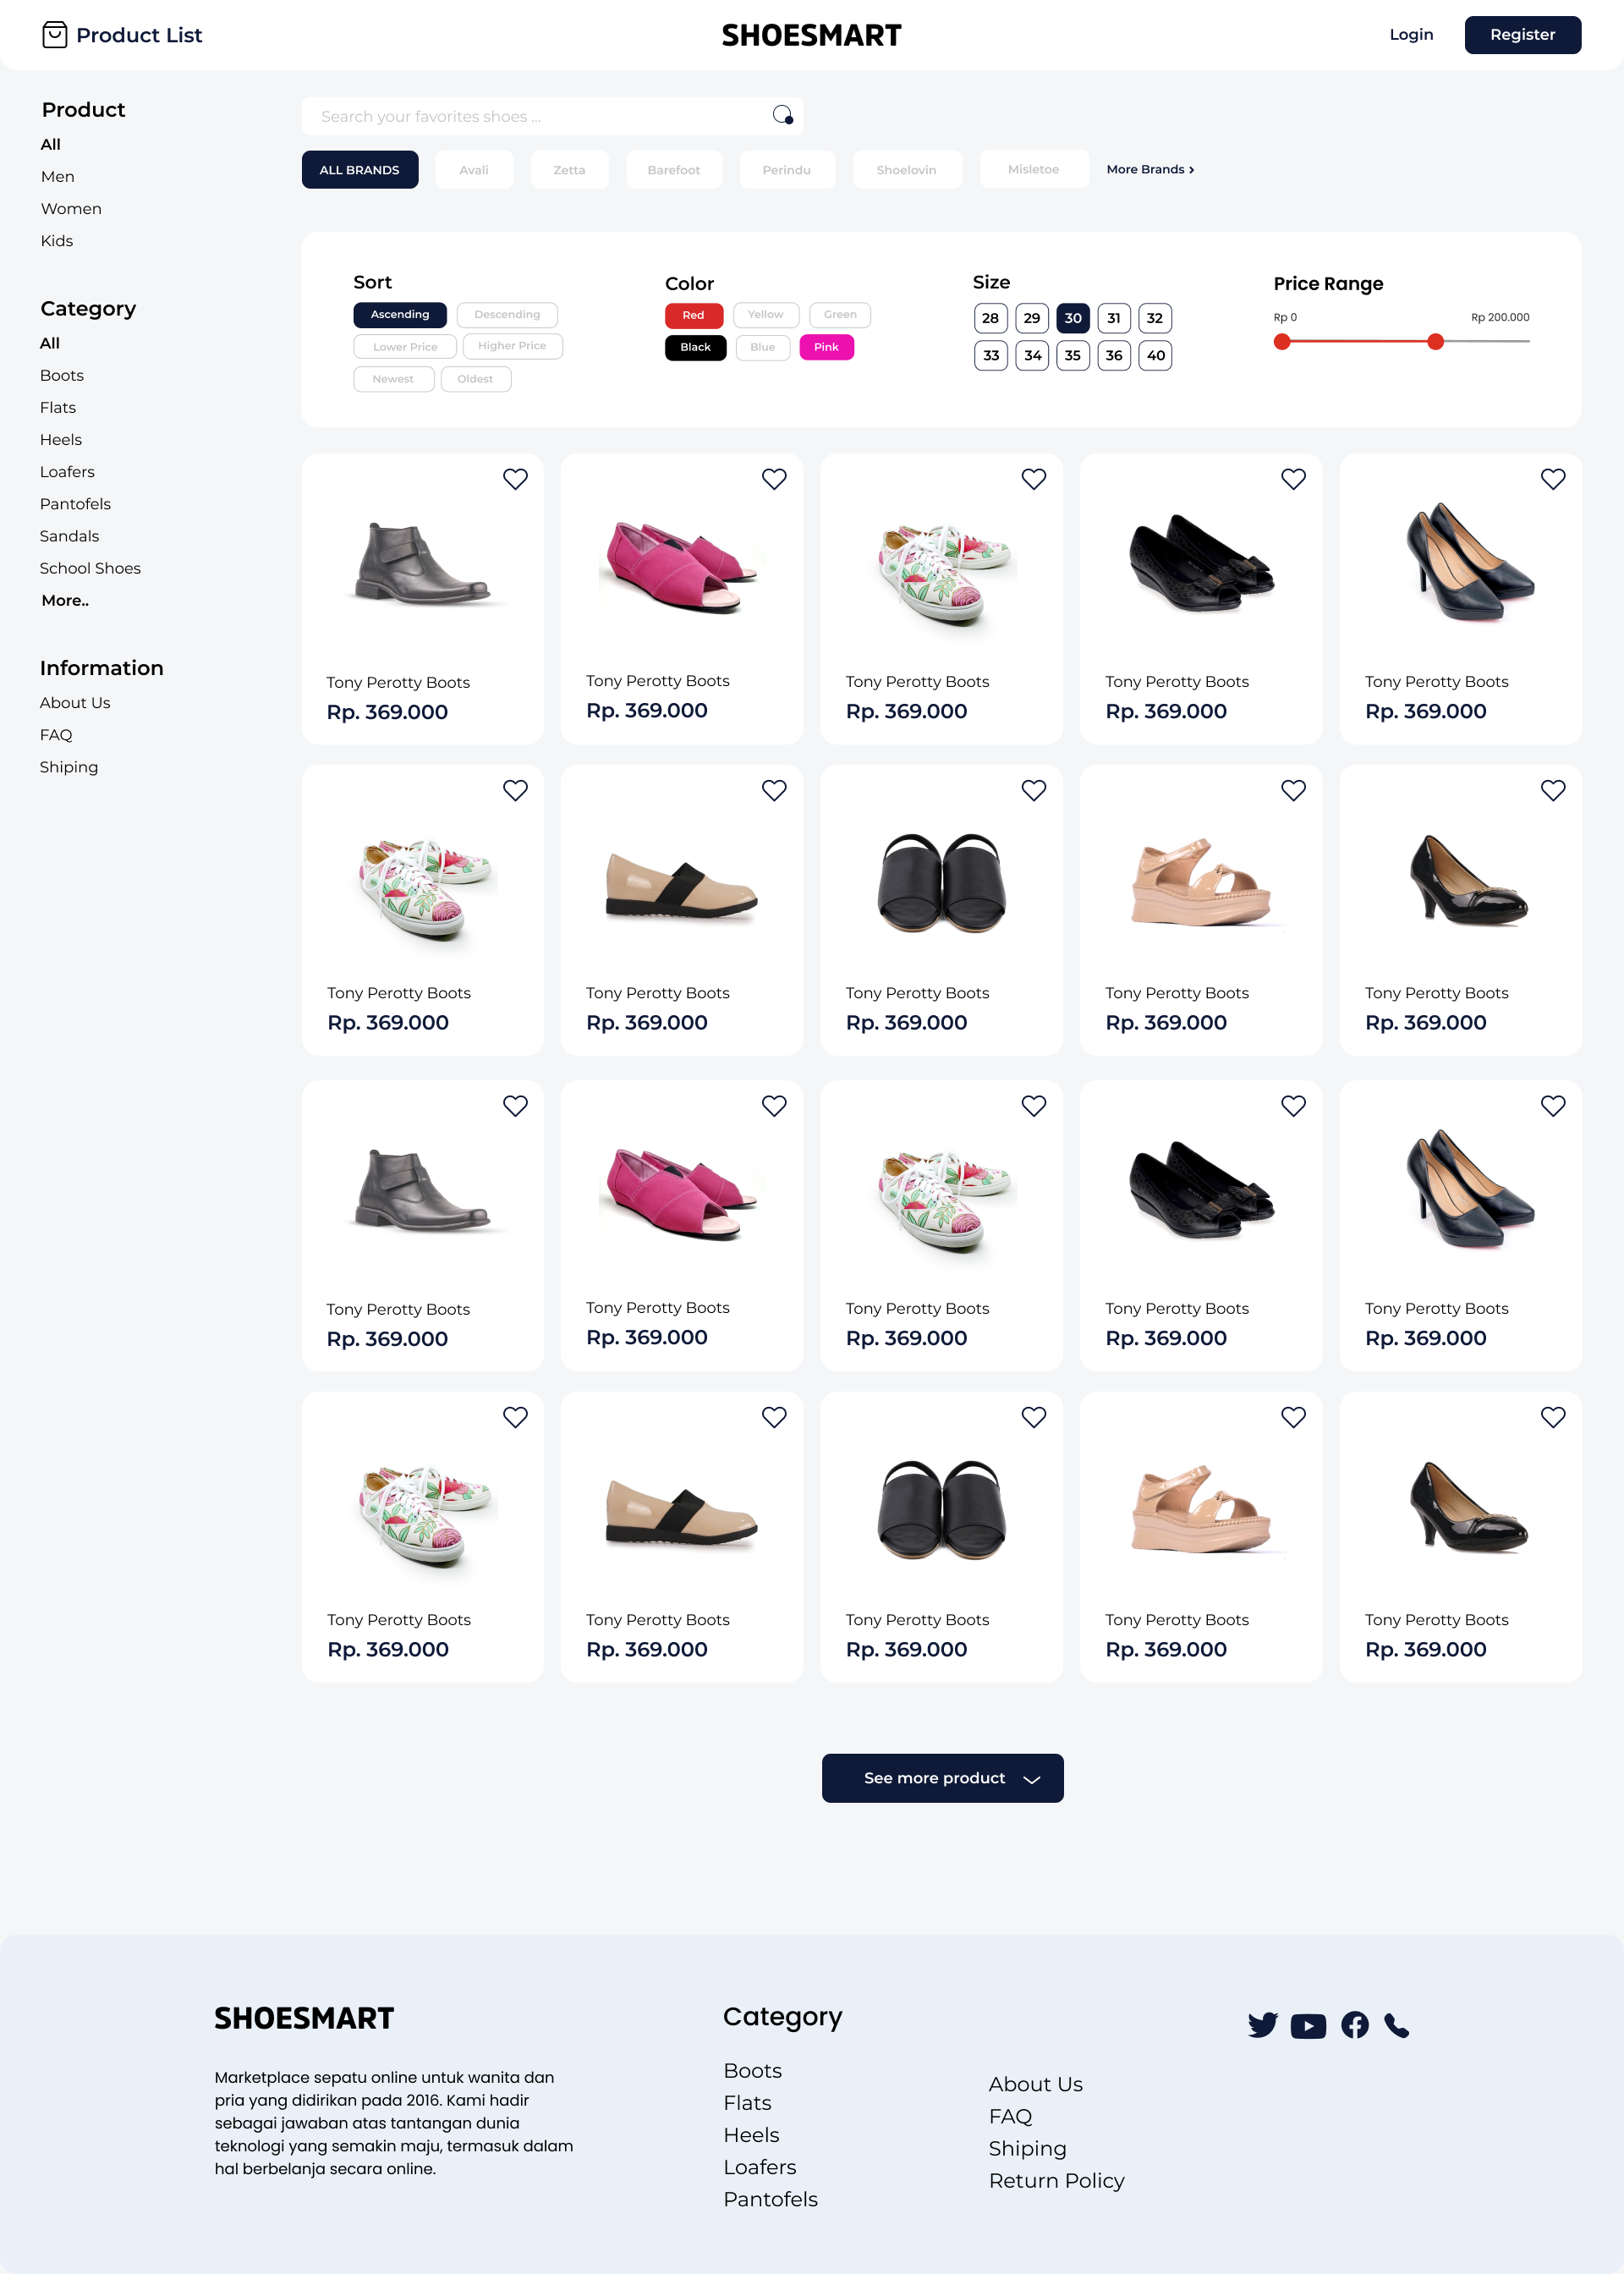 Product List
SHOESMART
Login
Register
Product
All
Men
Women
Kids
Category
All
Boots
Flats
Heels
Loafers
Pantofels
Sandals
School Shoes
More..
Information
About Us
FAQ
Shiping
Search your favorites shoes ...
ALL BRANDS
Avali
Zetta
Barefoot
Perindu
Shoelovin
Misletoe
More Brands ›
Sort
Ascending
Descending
Lower Price
Higher Price
Newest
Oldest
Color
Red
Yellow
Green
Black
Blue
Pink
Size
28
29
30
31
32
33
34
35
36
40
Price Range
Rp 0
Rp 200.000
Tony Perotty Boots
Rp. 369.000
Tony Perotty Boots
Rp. 369.000
Tony Perotty Boots
Rp. 369.000
Tony Perotty Boots
Rp. 369.000
Tony Perotty Boots
Rp. 369.000
Tony Perotty Boots
Rp. 369.000
Tony Perotty Boots
Rp. 369.000
Tony Perotty Boots
Rp. 369.000
Tony Perotty Boots
Rp. 369.000
Tony Perotty Boots
Rp. 369.000
Tony Perotty Boots
Rp. 369.000
Tony Perotty Boots
Rp. 369.000
Tony Perotty Boots
Rp. 369.000
Tony Perotty Boots
Rp. 369.000
Tony Perotty Boots
Rp. 369.000
Tony Perotty Boots
Rp. 369.000
Tony Perotty Boots
Rp. 369.000
Tony Perotty Boots
Rp. 369.000
Tony Perotty Boots
Rp. 369.000
Tony Perotty Boots
Rp. 369.000
See more product
SHOESMART
Marketplace sepatu online untuk wanita dan
pria yang didirikan pada 2016. Kami hadir
sebagai jawaban atas tantangan dunia
teknologi yang semakin maju, termasuk dalam
hal berbelanja secara online.
Category
Boots
Flats
Heels
Loafers
Pantofels
About Us
FAQ
Shiping
Return Policy